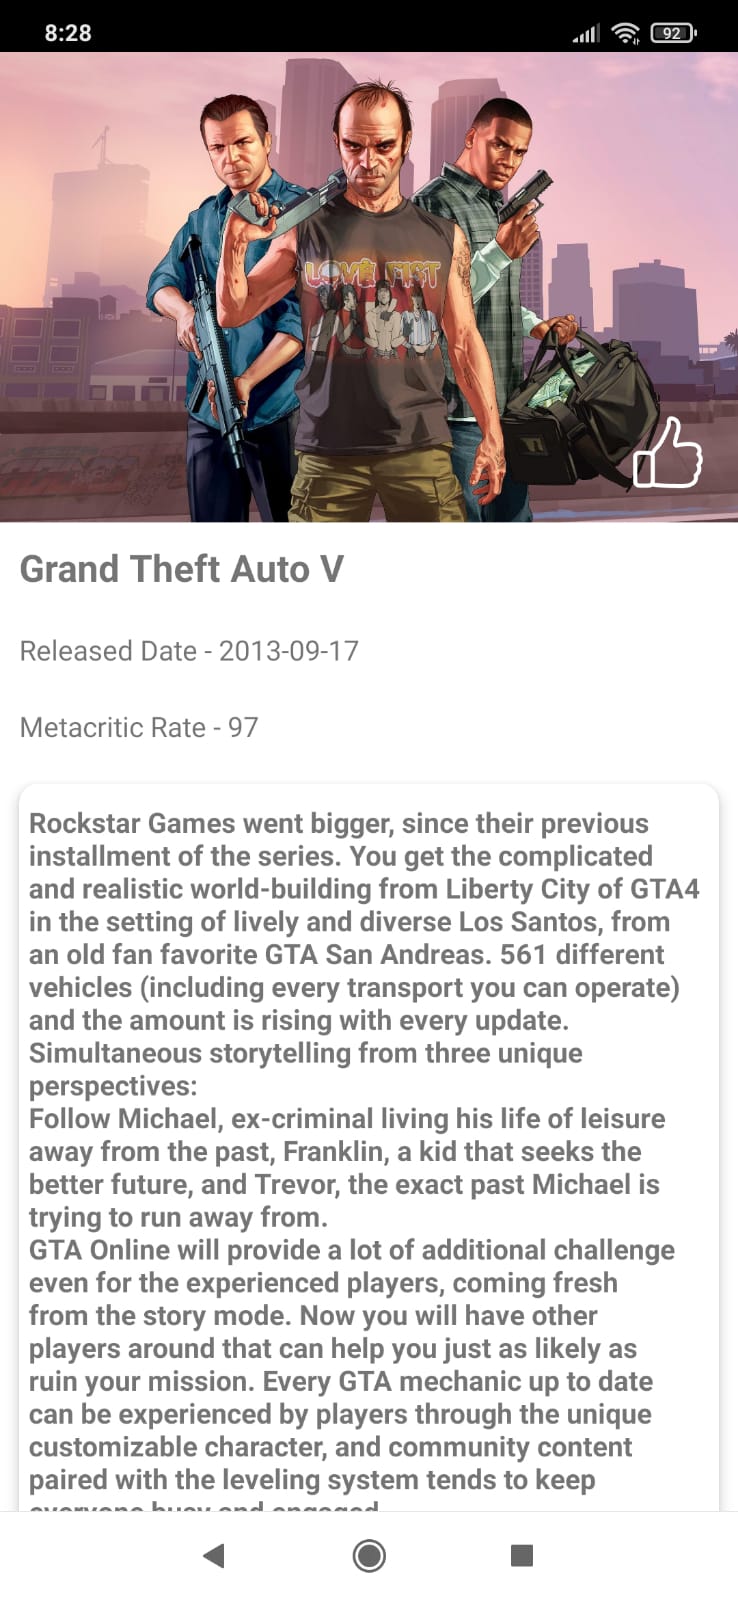 8:28
92
LOVE FIST
Grand Theft Auto V
Released Date - 2013-09-17
Metacritic Rate - 97
Rockstar Games went bigger, since their previous
installment of the series. You get the complicated
and realistic world-building from Liberty City of GTA4
in the setting of lively and diverse Los Santos, from
an old fan favorite GTA San Andreas. 561 different
vehicles (including every transport you can operate)
and the amount is rising with every update.
Simultaneous storytelling from three unique
perspectives:
Follow Michael, ex-criminal living his life of leisure
away from the past, Franklin, a kid that seeks the
better future, and Trevor, the exact past Michael is
trying to run away from.
GTA Online will provide a lot of additional challenge
even for the experienced players, coming fresh
from the story mode. Now you will have other
players around that can help you just as likely as
ruin your mission. Every GTA mechanic up to date
can be experienced by players through the unique
customizable character, and community content
paired with the leveling system tends to keep
everyone busy and engaged